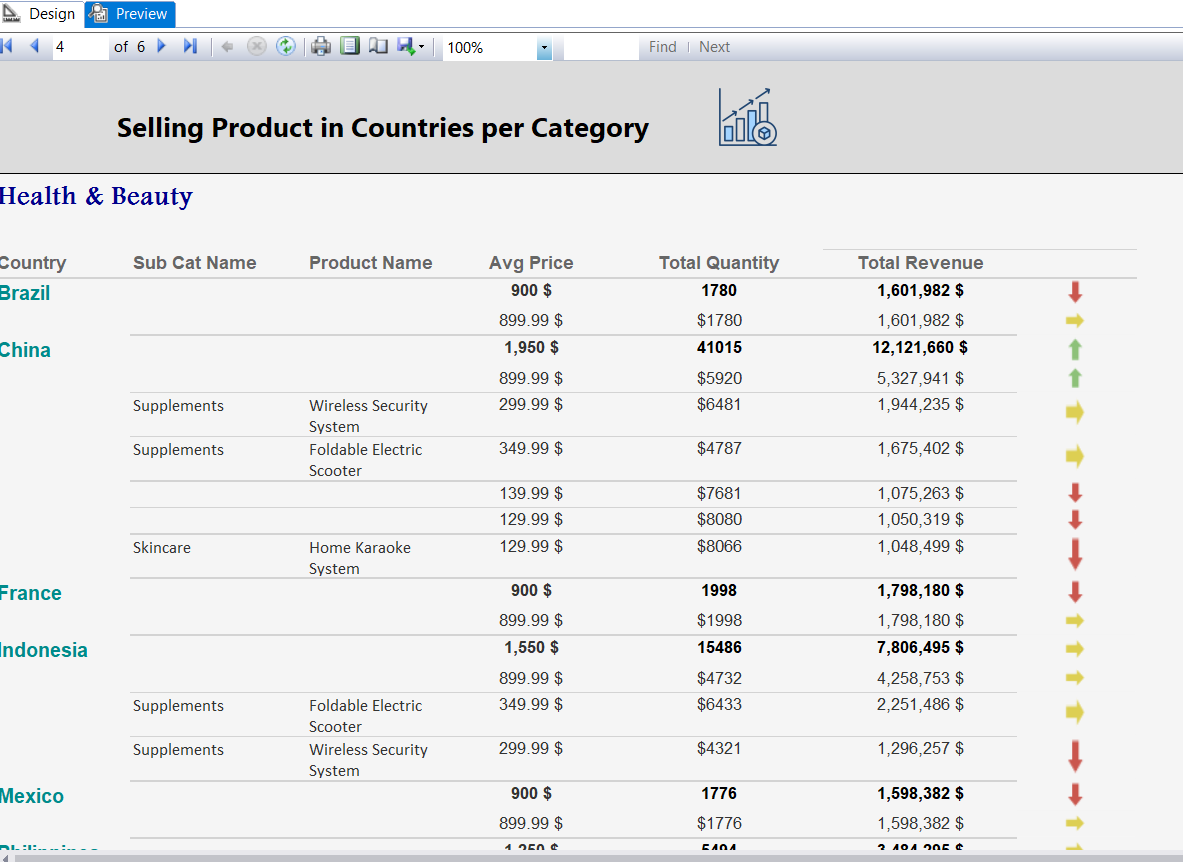 Design Preview
4 of 6 100% Find | Next
Selling Product in Countries per Category
Health & Beauty
Country Sub Cat Name Product Name Avg Price Total Quantity Total Revenue
Brazil 900 $ 1780 1,601,982 $
899.99 $ $1780 1,601,982 $
China 1,950 $ 41015 12,121,660 $
899.99 $ $5920 5,327,941 $
Supplements Wireless Security 299.99 $ $6481 1,944,235 $
System
Supplements Foldable Electric 349.99 $ $4787 1,675,402 $
Scooter
139.99 $ $7681 1,075,263 $
129.99 $ $8080 1,050,319 $
Skincare Home Karaoke 129.99 $ $8066 1,048,499 $
System
France 900 $ 1998 1,798,180 $
899.99 $ $1998 1,798,180 $
Indonesia 1,550 $ 15486 7,806,495 $
899.99 $ $4732 4,258,753 $
Supplements Foldable Electric 349.99 $ $6433 2,251,486 $
Scooter
Supplements Wireless Security 299.99 $ $4321 1,296,257 $
System
Mexico 900 $ 1776 1,598,382 $
899.99 $ $1776 1,598,382 $
Philippines 1,250 $ 5494 3,484,295 $